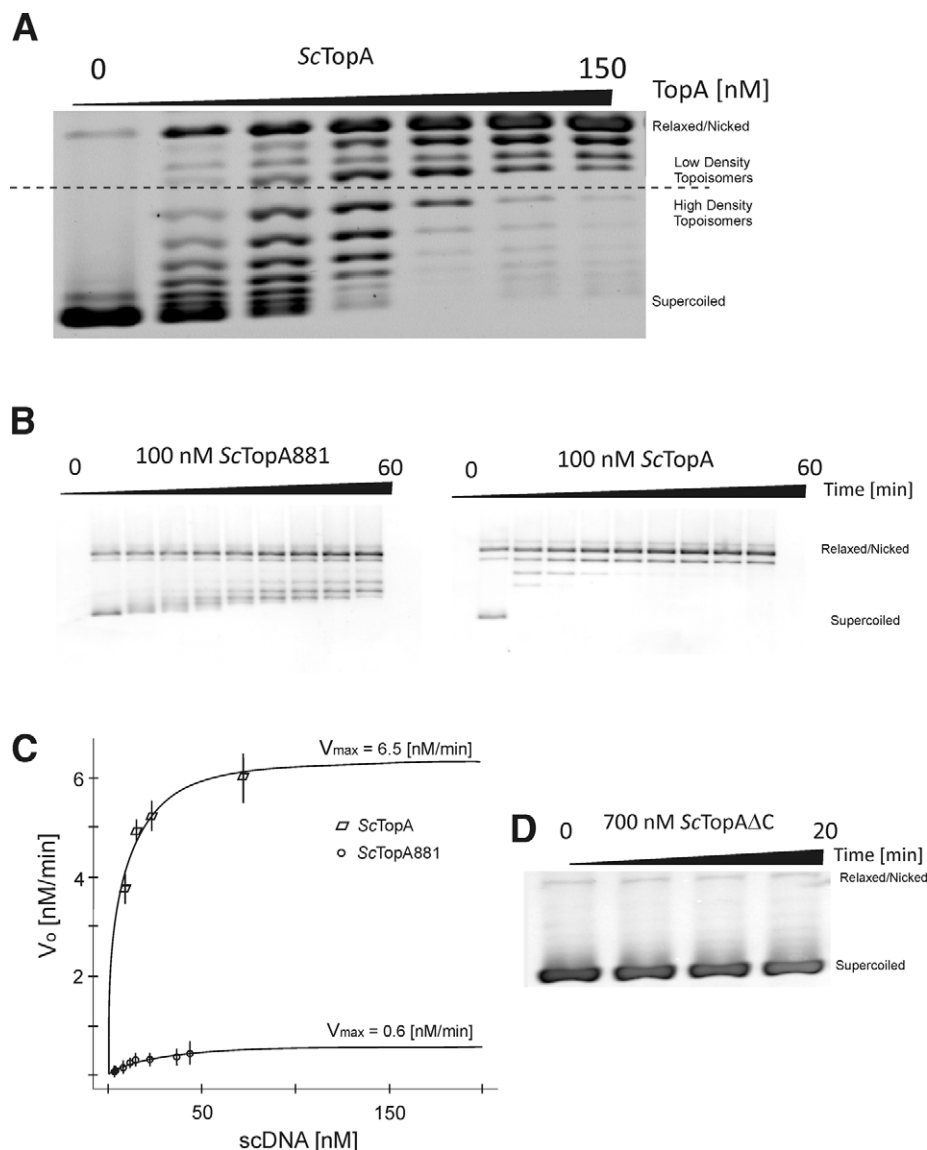 A
ScTopA
0
150
TopA [nM]
Relaxed/Nicked
Low Density
Topoisomers
High Density
Topoisomers
Supercoiled
B
0
100 nM ScTopA881
60
0
100 nM ScTopA
60
Time [min]
Relaxed/Nicked
Supercoiled
C
Vmax = 6.5 [nM/min]
ScTopA
ScTopA881
Vmax = 0.6 [nM/min]
6
4
2
Vo [nM/min]
50
150
scDNA [nM]
D
0
700 nM ScTopAΔC
20
Time [min]
Relaxed/Nicked
Supercoiled